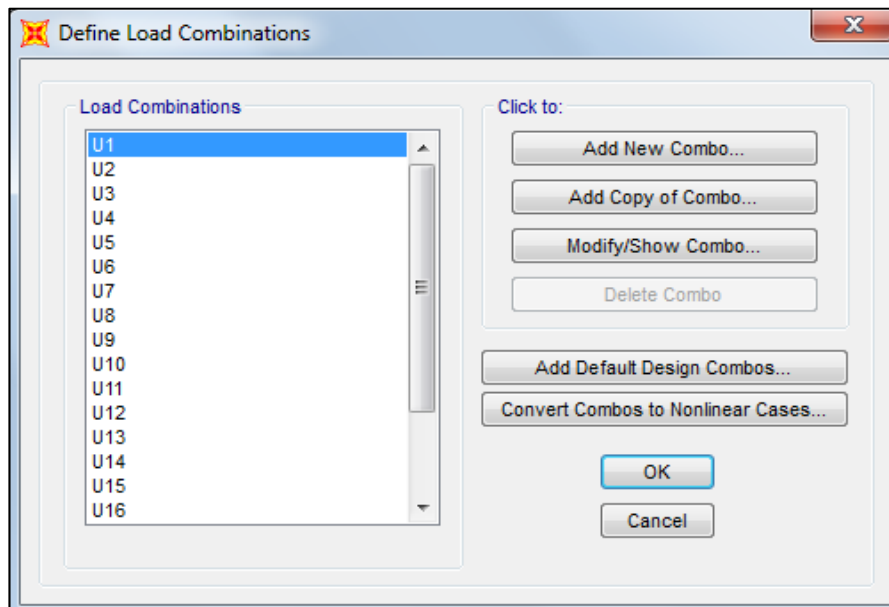 Define Load Combinations
Load Combinations
U1
U2
U3
U4
U5
U6
U7
U8
U9
U10
U11
U12
U13
U14
U15
U16
Click to:
Add New Combo...
Add Copy of Combo...
Modify/Show Combo...
Delete Combo
Add Default Design Combos...
Convert Combos to Nonlinear Cases...
OK
Cancel